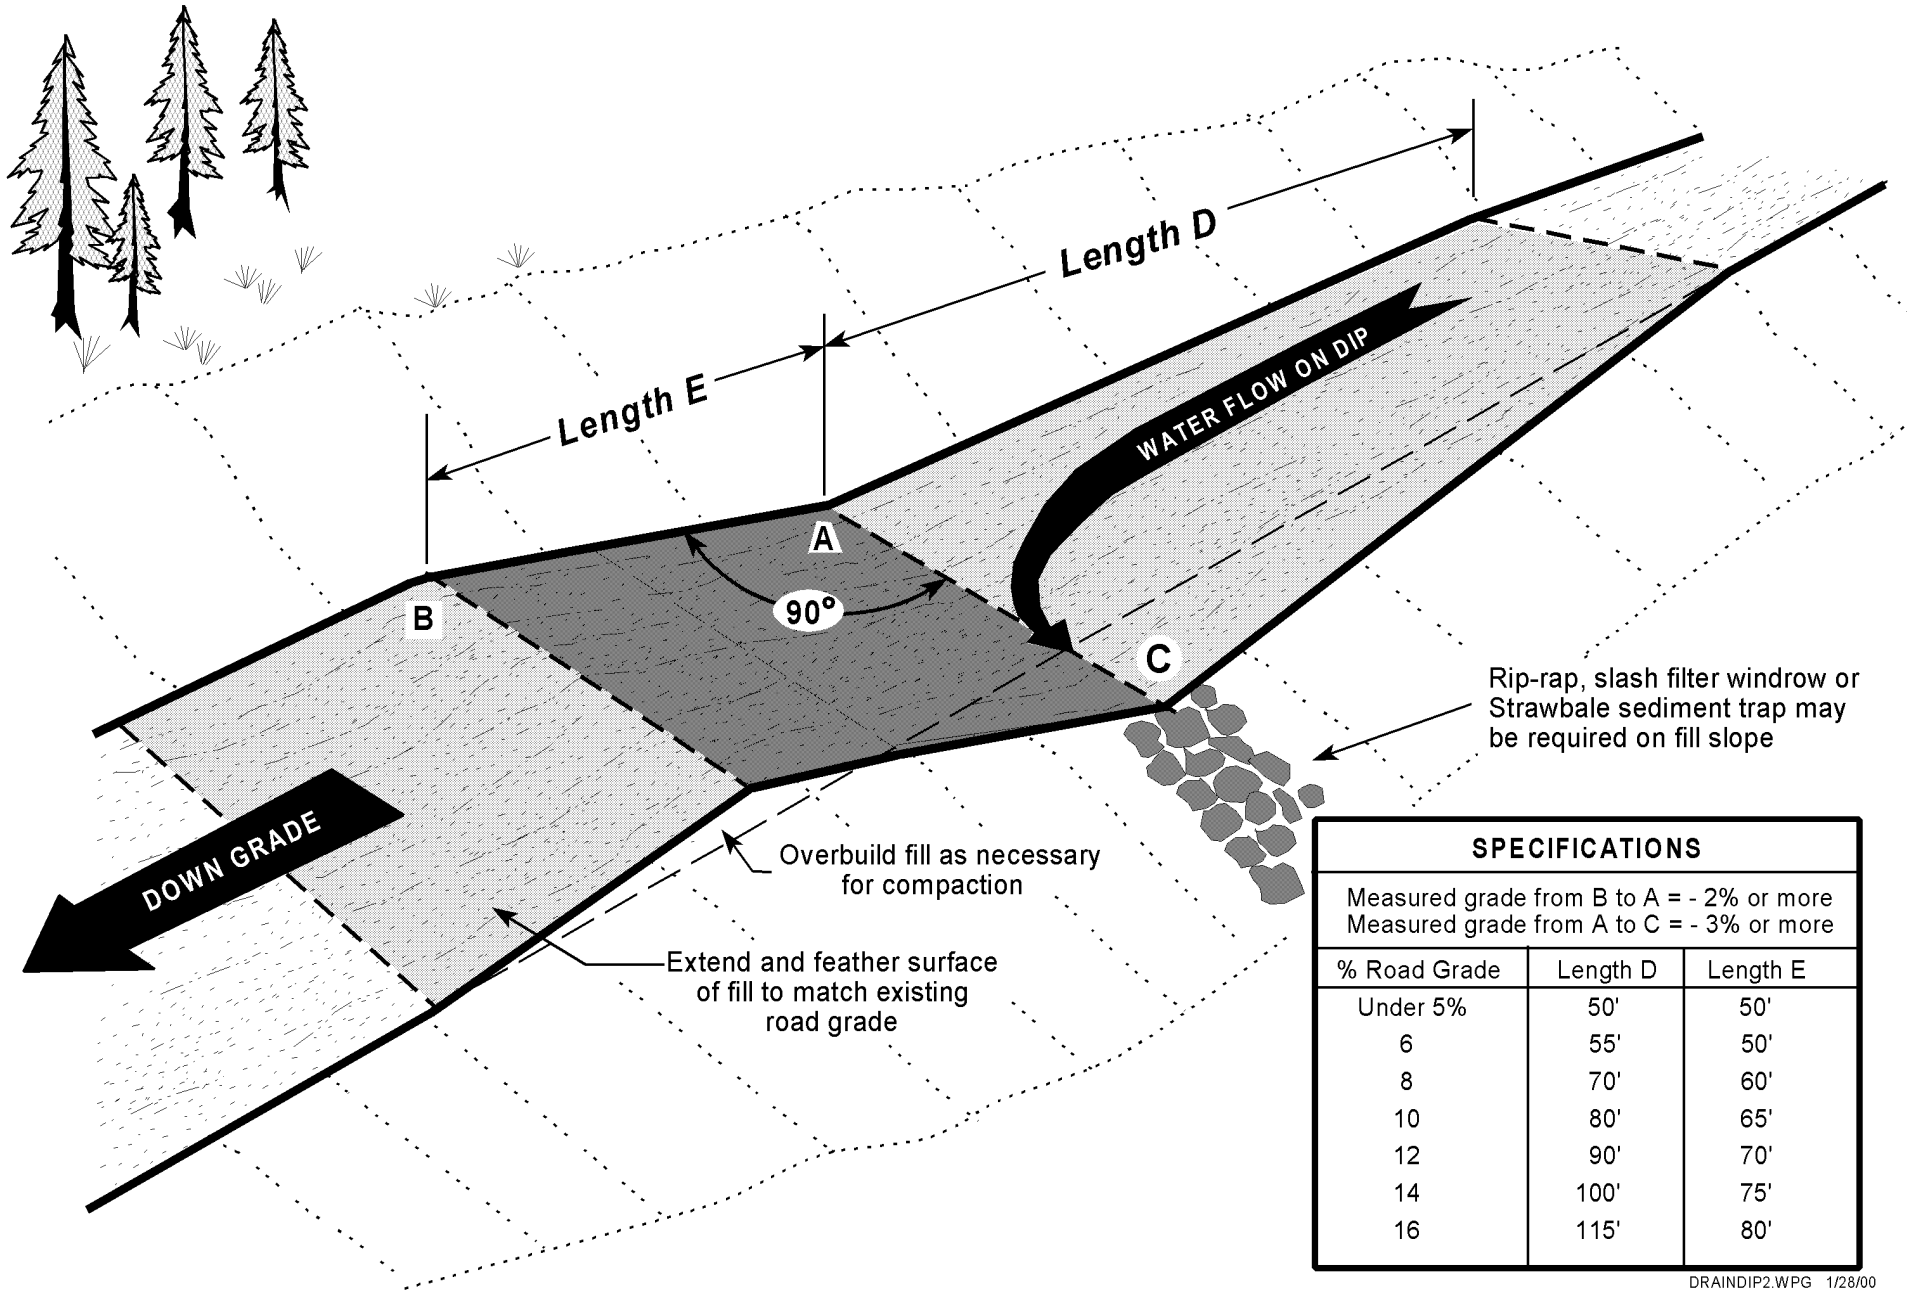 Length D
Length E
WATER FLOW ON DIP
A
B
90°
C
Rip-rap, slash filter windrow or
Strawbale sediment trap may
be required on fill slope
DOWN GRADE
Overbuild fill as necessary
for compaction
Extend and feather surface
of fill to match existing
road grade
SPECIFICATIONS
Measured grade from B to A = - 2% or more
Measured grade from A to C = - 3% or more
% Road Grade Length D Length E
Under 5% 50' 50'
6 55' 50'
8 70' 60'
10 80' 65'
12 90' 70'
14 100' 75'
16 115' 80'
DRAINDIP2.WPG 1/28/00